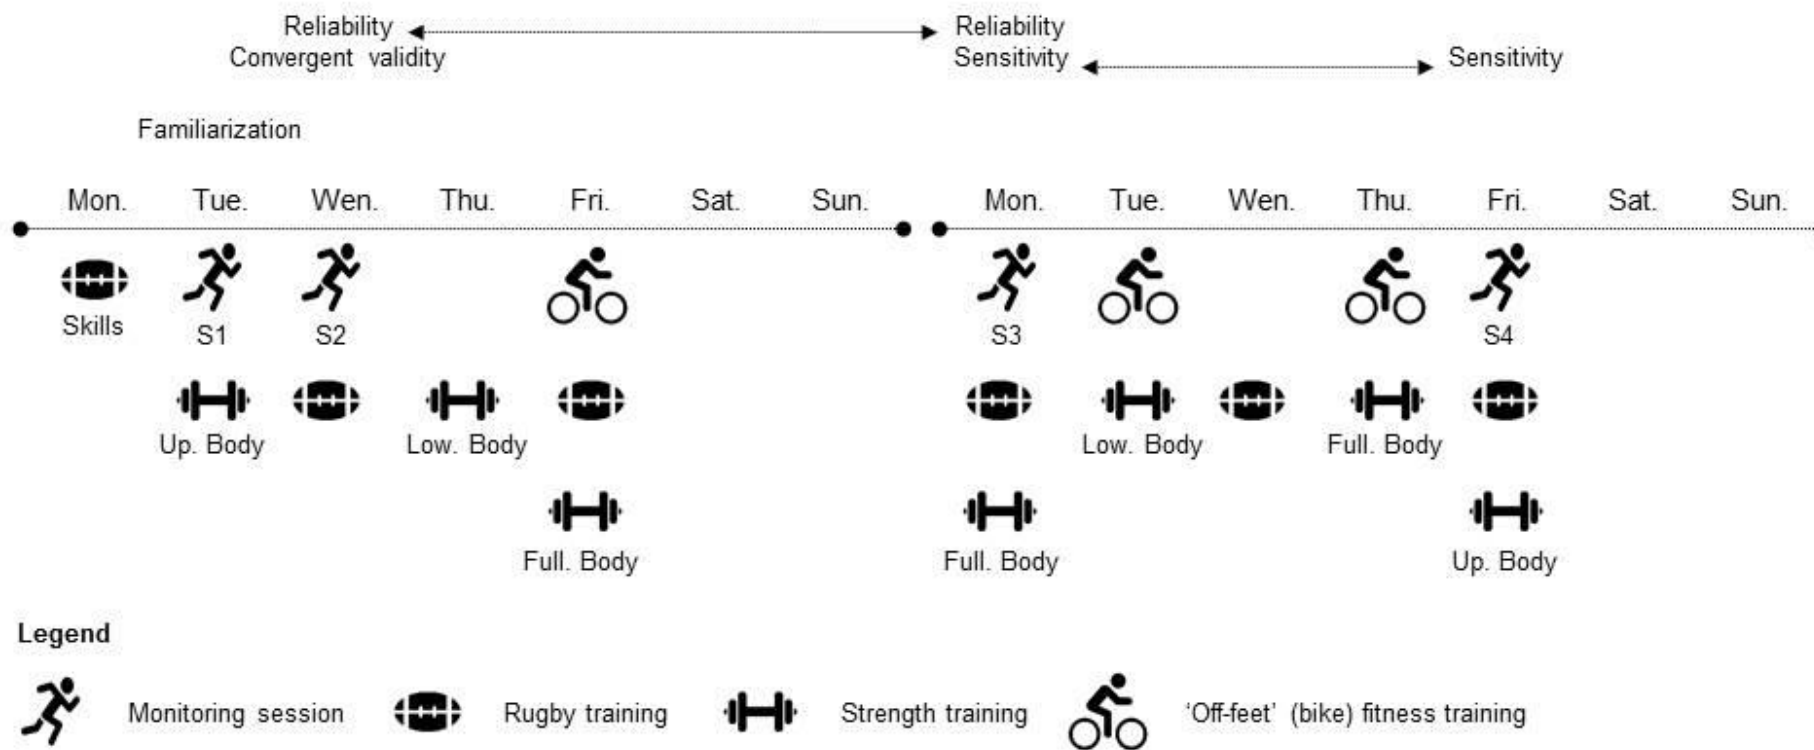 Reliability Reliability
Convergent validity Sensitivity Sensitivity
Familiarization
Mon. Tue. Wen. Thu. Fri. Sat. Sun. Mon. Tue. Wen. Thu. Fri. Sat. Sun.
Skills S1 S2 S3 S4
Up. Body Low. Body Low. Body Full. Body
Full. Body Full. Body Up. Body
Legend
Monitoring session Rugby training Strength training 'Off-feet' (bike) fitness training